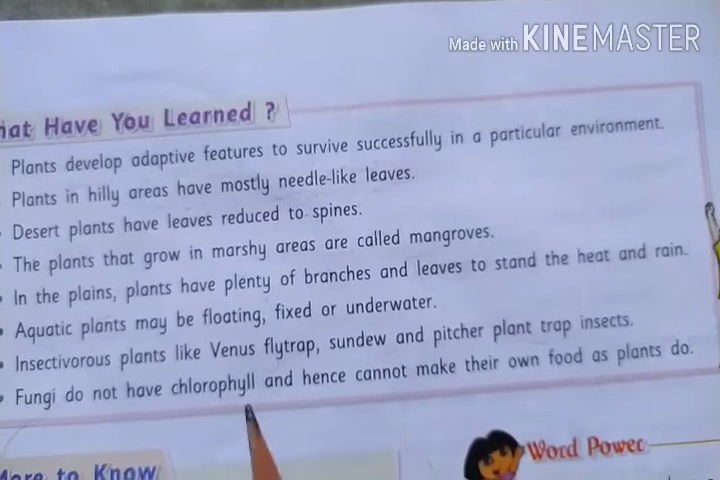 Made with KINEMASTER
hat Have You Learned ?
Plants develop adaptive features to survive successfully in a particular environment.
Plants in hilly areas have mostly needle-like leaves.
Desert plants have leaves reduced to spines.
The plants that grow in marshy areas are called mangroves.
In the plains, plants have plenty of branches and leaves to stand the heat and rain.
Aquatic plants may be floating, fixed or underwater.
Insectivorous plants like Venus flytrap, sundew and pitcher plant trap insects.
Fungi do not have chlorophyll and hence cannot make their own food as plants do.
More to Know
Word Power